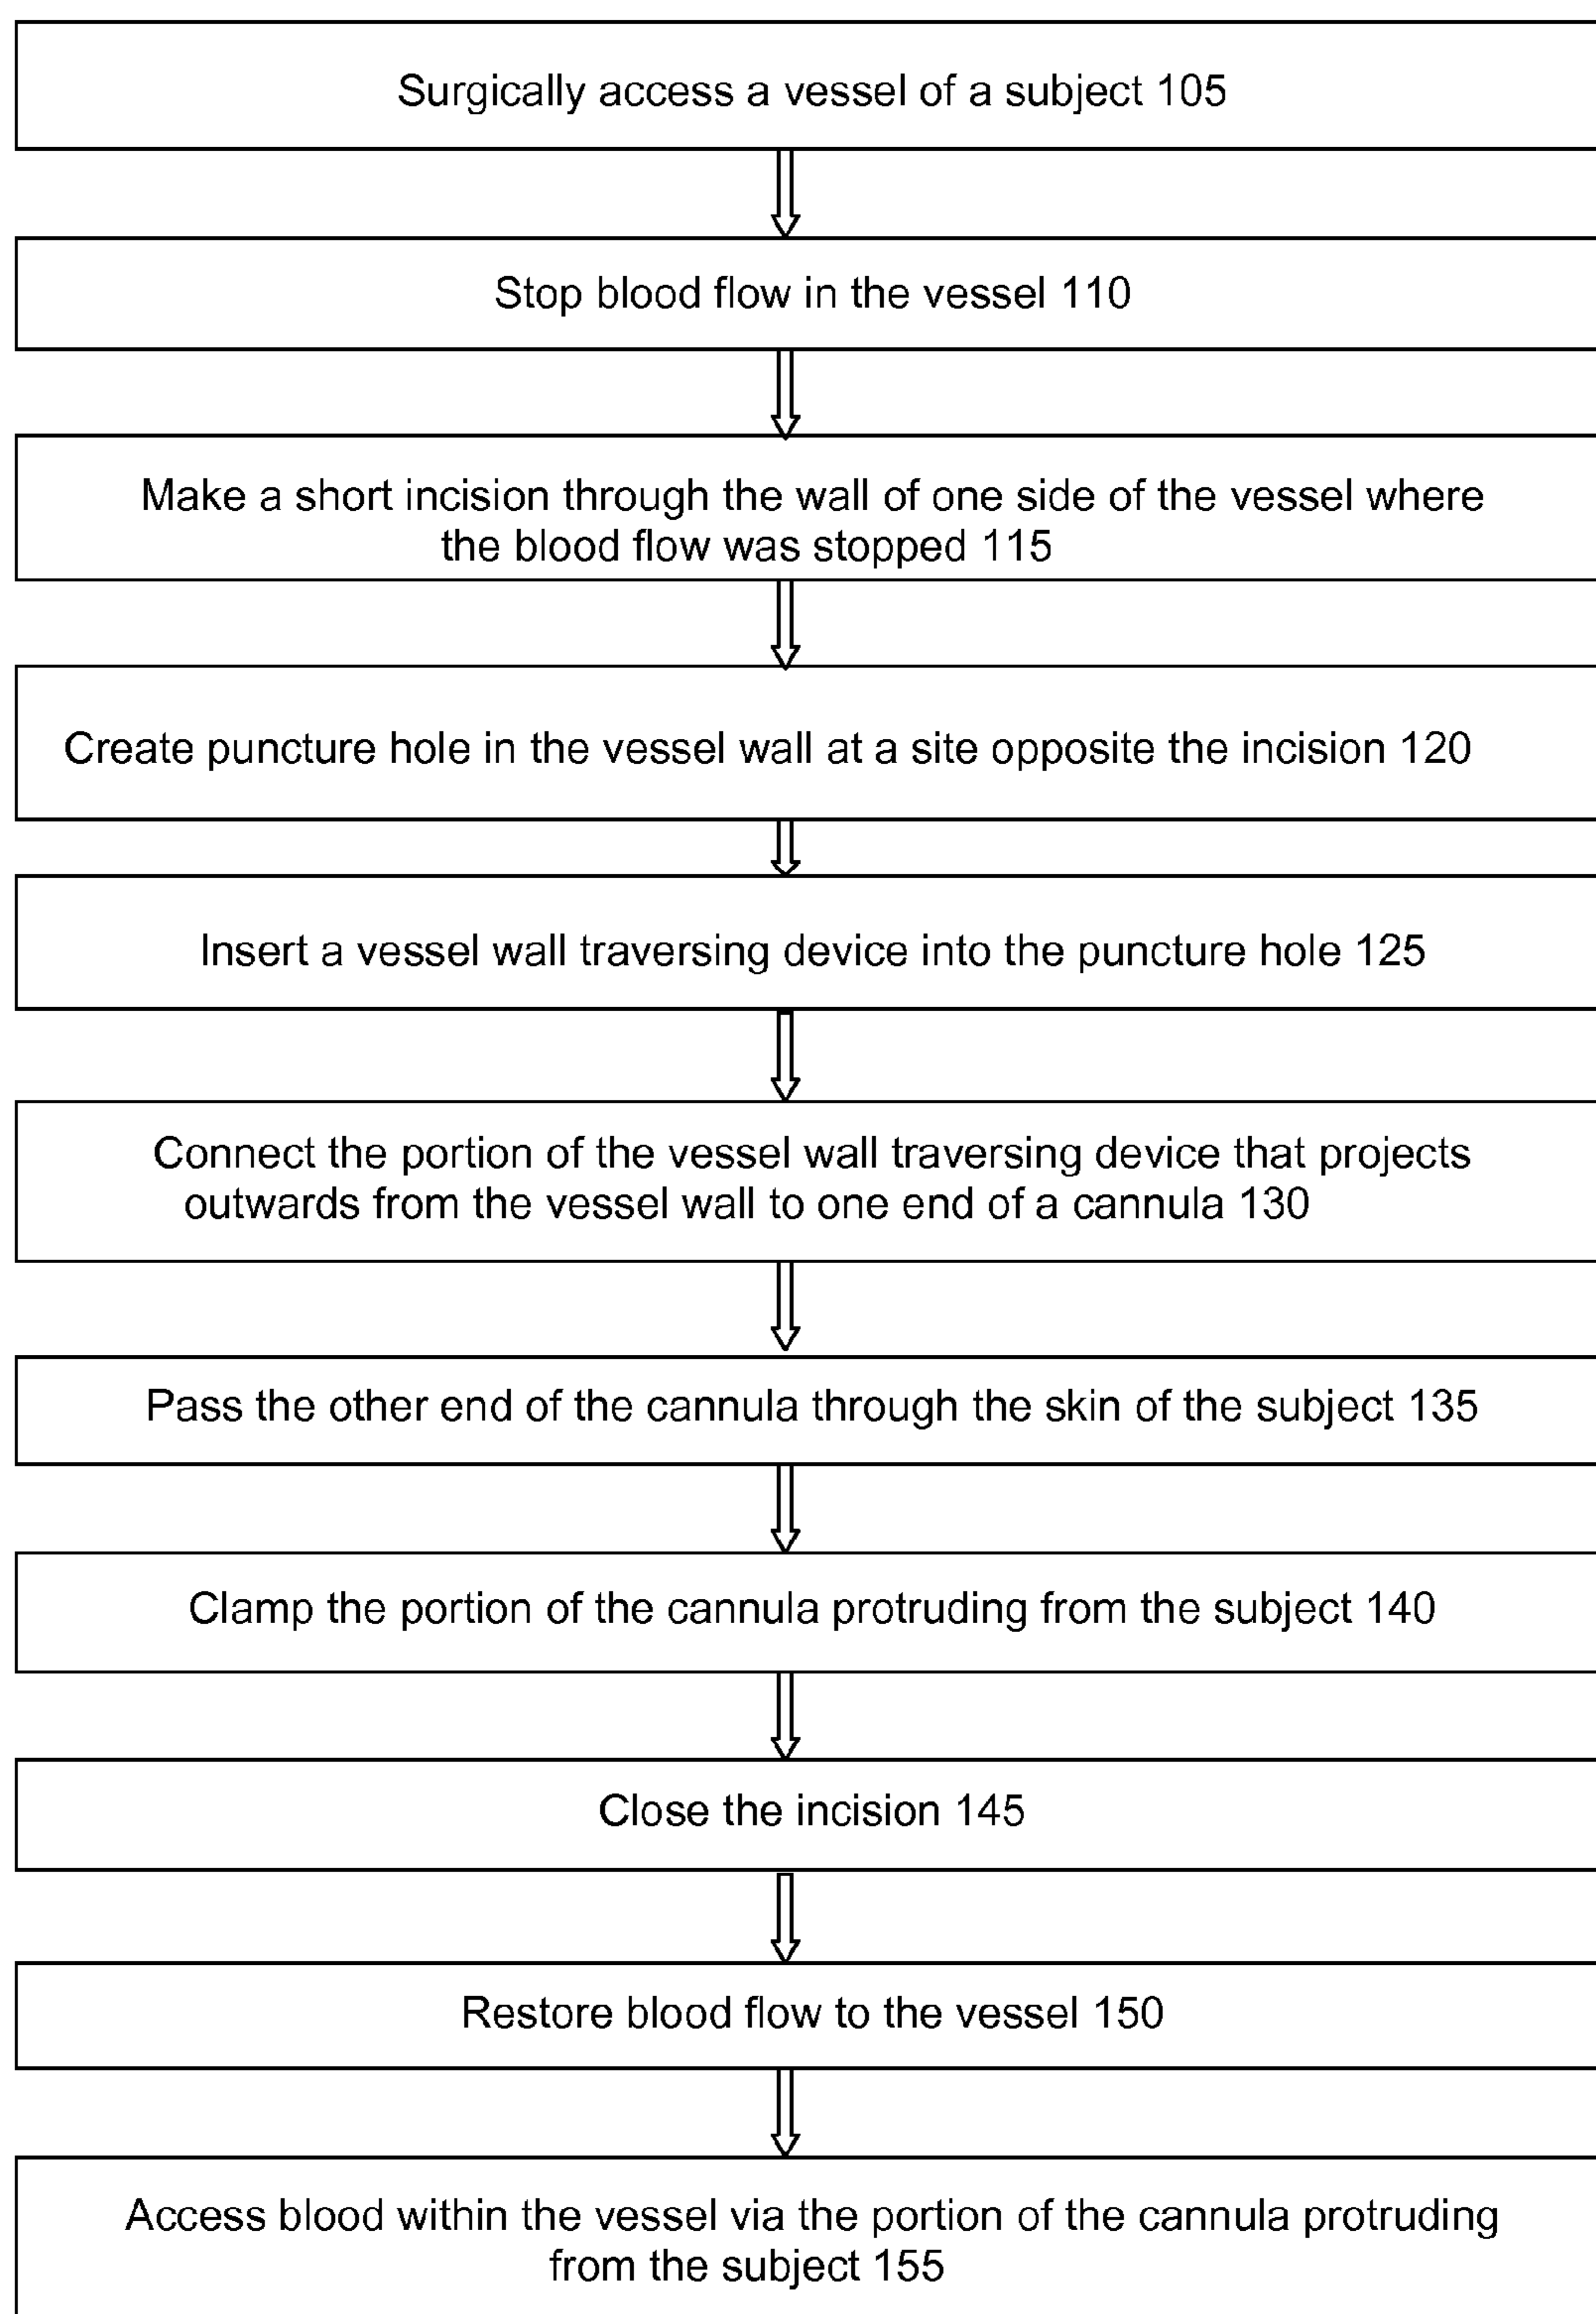 Surgically access a vessel of a subject 105
Stop blood flow in the vessel 110
Make a short incision through the wall of one side of the vessel where
the blood flow was stopped 115
Create puncture hole in the vessel wall at a site opposite the incision 120
Insert a vessel wall traversing device into the puncture hole 125
Connect the portion of the vessel wall traversing device that projects
outwards from the vessel wall to one end of a cannula 130
Pass the other end of the cannula through the skin of the subject 135
Clamp the portion of the cannula protruding from the subject 140
Close the incision 145
Restore blood flow to the vessel 150
Access blood within the vessel via the portion of the cannula protruding
from the subject 155